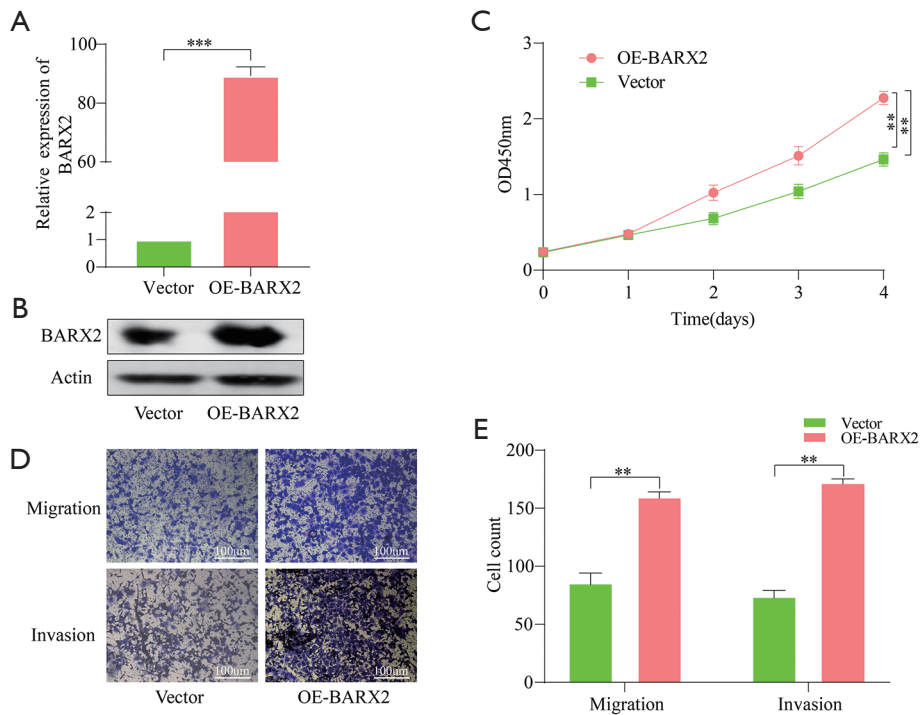 A
Relative expression of
BARX2
100
80
60
2
1
0
***
Vector
OE-BARX2
B
BARX2
Actin
Vector
OE-BARX2
C
OD450nm
3
2
1
0
OE-BARX2
Vector
**
**
0
1
2
3
4
Time(days)
D
Migration
100um
100um
Invasion
100um
100um
Vector
OE-BARX2
E
Vector
OE-BARX2
Cell count
200
150
100
50
0
**
**
Migration
Invasion